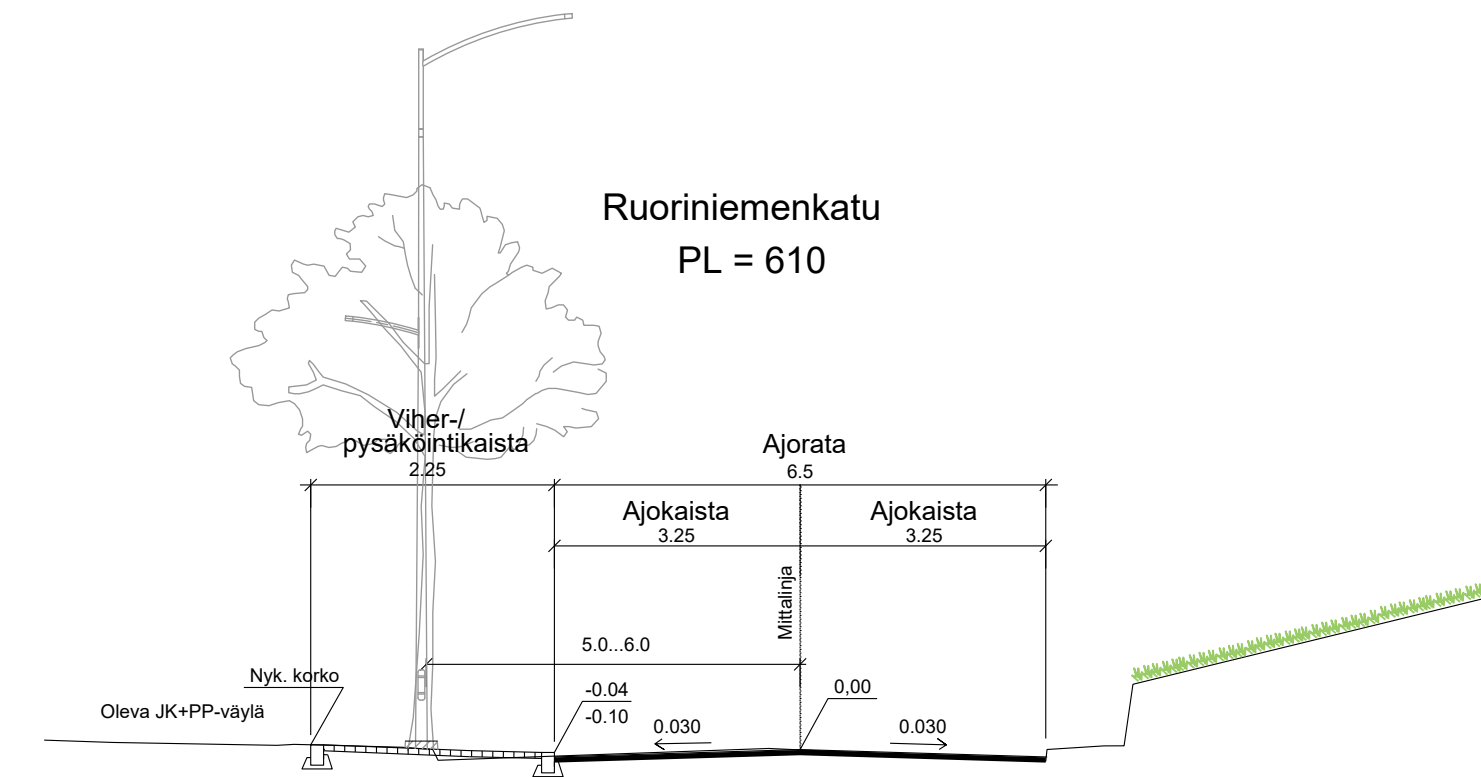 Ruoriniemenkatu
PL = 610
Viher-/
pysäköintikaista
2.25
Ajorata
6.5
Ajokaista
3.25
Ajokaista
3.25
Mittalinja
5.0...6.0
Nyk. korko
Oleva JK+PP-väylä
-0.04
-0.10
0,00
0.030
0.030